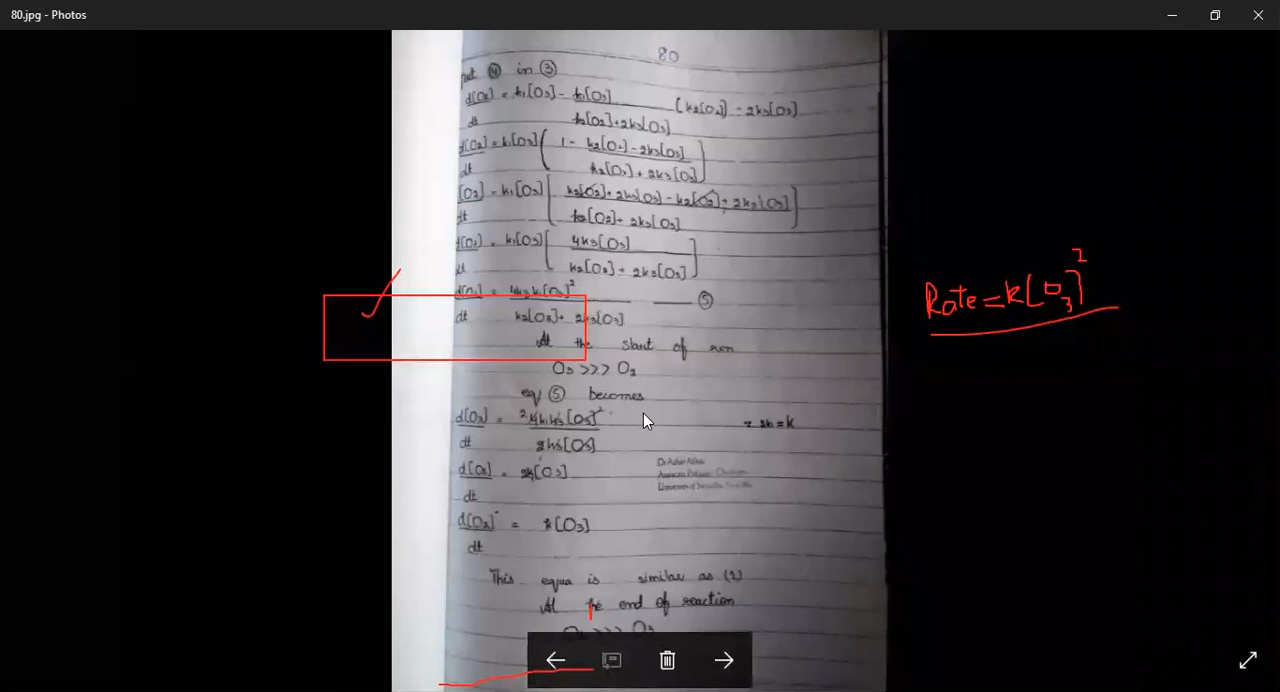 80.jpg - Photos
80
put ④ in ③
d[O₂] = k₁[O₃] - k₁[O₃] (k₂[O₂]) - 2k₃[O₃)
dt k₂[O₂]+2k₃[O₃]
d[O₂] = k₁[O₃] ( 1 - k₂[O₂] - 2k₃[O₃]
dt k₂[O₂] + 2k₃[O₃] ]
[O₂] = k₁[O₃] [ k₂[O₂] + 2k₃[O₃] - k₂[O₂] + 2k₃[O₃] ]
dt k₂[O₂] + 2k₃[O₃]
d[O₂] = k₁[O₃] [ 4k₃[O₃] ]
dt k₂[O₂] + 2k₃[O₃]
d[O₂] = 4k₃k₁[O₃]² ⑤
dt k₂[O₂] + 2k₃[O₃]
At the start of
O₃ >>> O₂
eq ⑤ becomes
d[O₂] = [O₃]² = k
dt 2k₃[O₃]
d[O₂] = 2k₁[O₃]
dt
d[O₂] = k[O₃]
dt
This equa is similar as (1)
At the end of reaction
O₂ >>> O₃
Rate = k[O₃]²